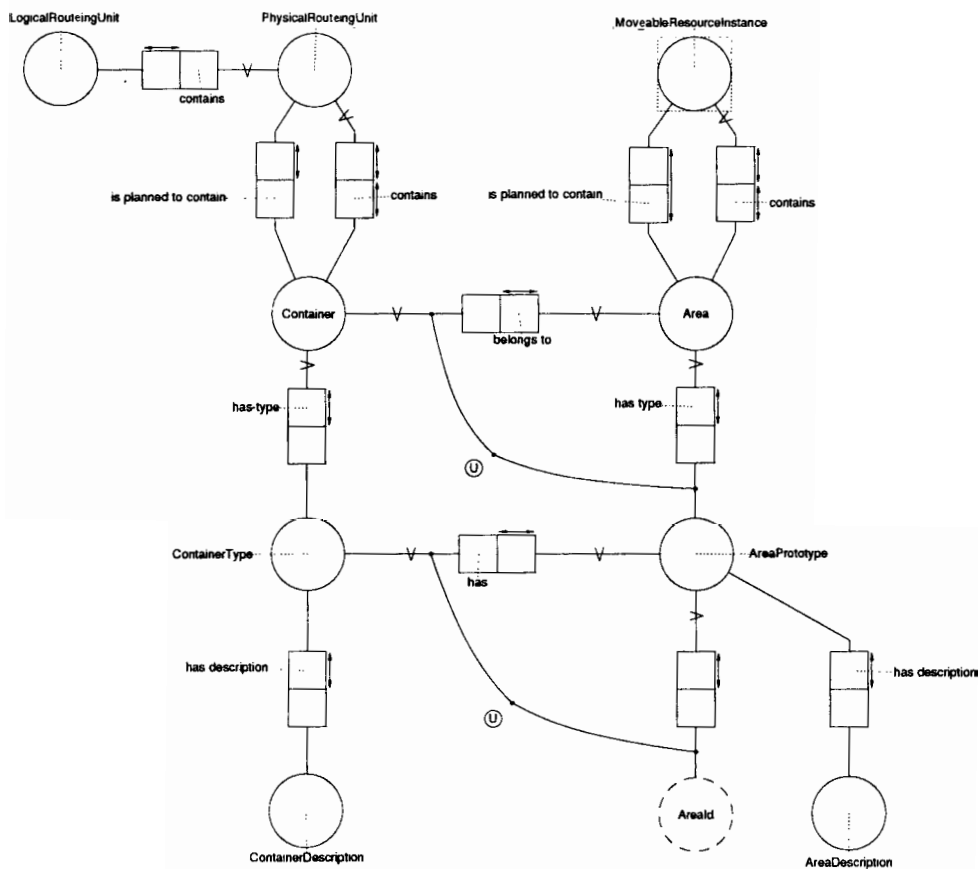 LogicalRouteingUnit
PhysicalRouteingUnit
MoveableResourceInstance
contains
is planned to contain
contains
is planned to contain
contains
Container
Area
belongs to
has type
has type
U
ContainerType
AreaPrototype
has
has description
has description
U
AreaId
ContainerDescription
AreaDescription